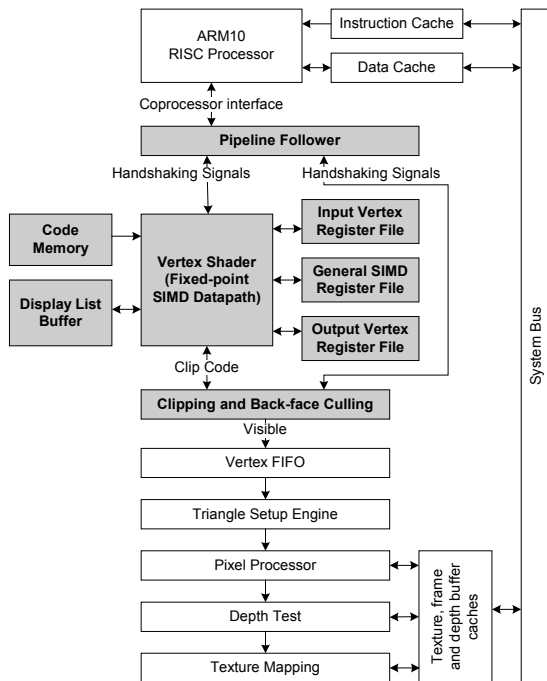 ARM10
RISC Processor
Instruction Cache
Data Cache
Coprocessor interface
Pipeline Follower
Handshaking Signals
Handshaking Signals
Code
Memory
Display List
Buffer
Vertex Shader
(Fixed-point
SIMD Datapath)
Input Vertex
Register File
General SIMD
Register File
Output Vertex
Register File
System Bus
Clip Code
Clipping and Back-face Culling
Visible
Vertex FIFO
Triangle Setup Engine
Pixel Processor
Depth Test
Texture Mapping
Texture, frame
and depth buffer
caches